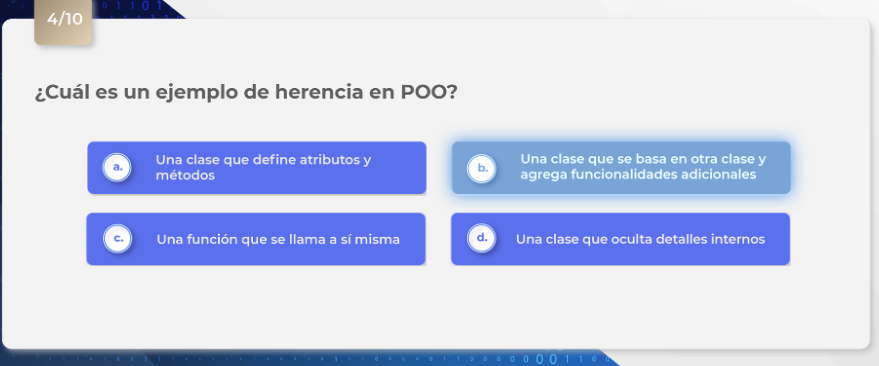 4/10
¿Cuál es un ejemplo de herencia en POO?
a.
Una clase que define atributos y
métodos
b.
Una clase que se basa en otra clase y
agrega funcionalidades adicionales
c.
Una función que se llama a sí misma
d.
Una clase que oculta detalles internos